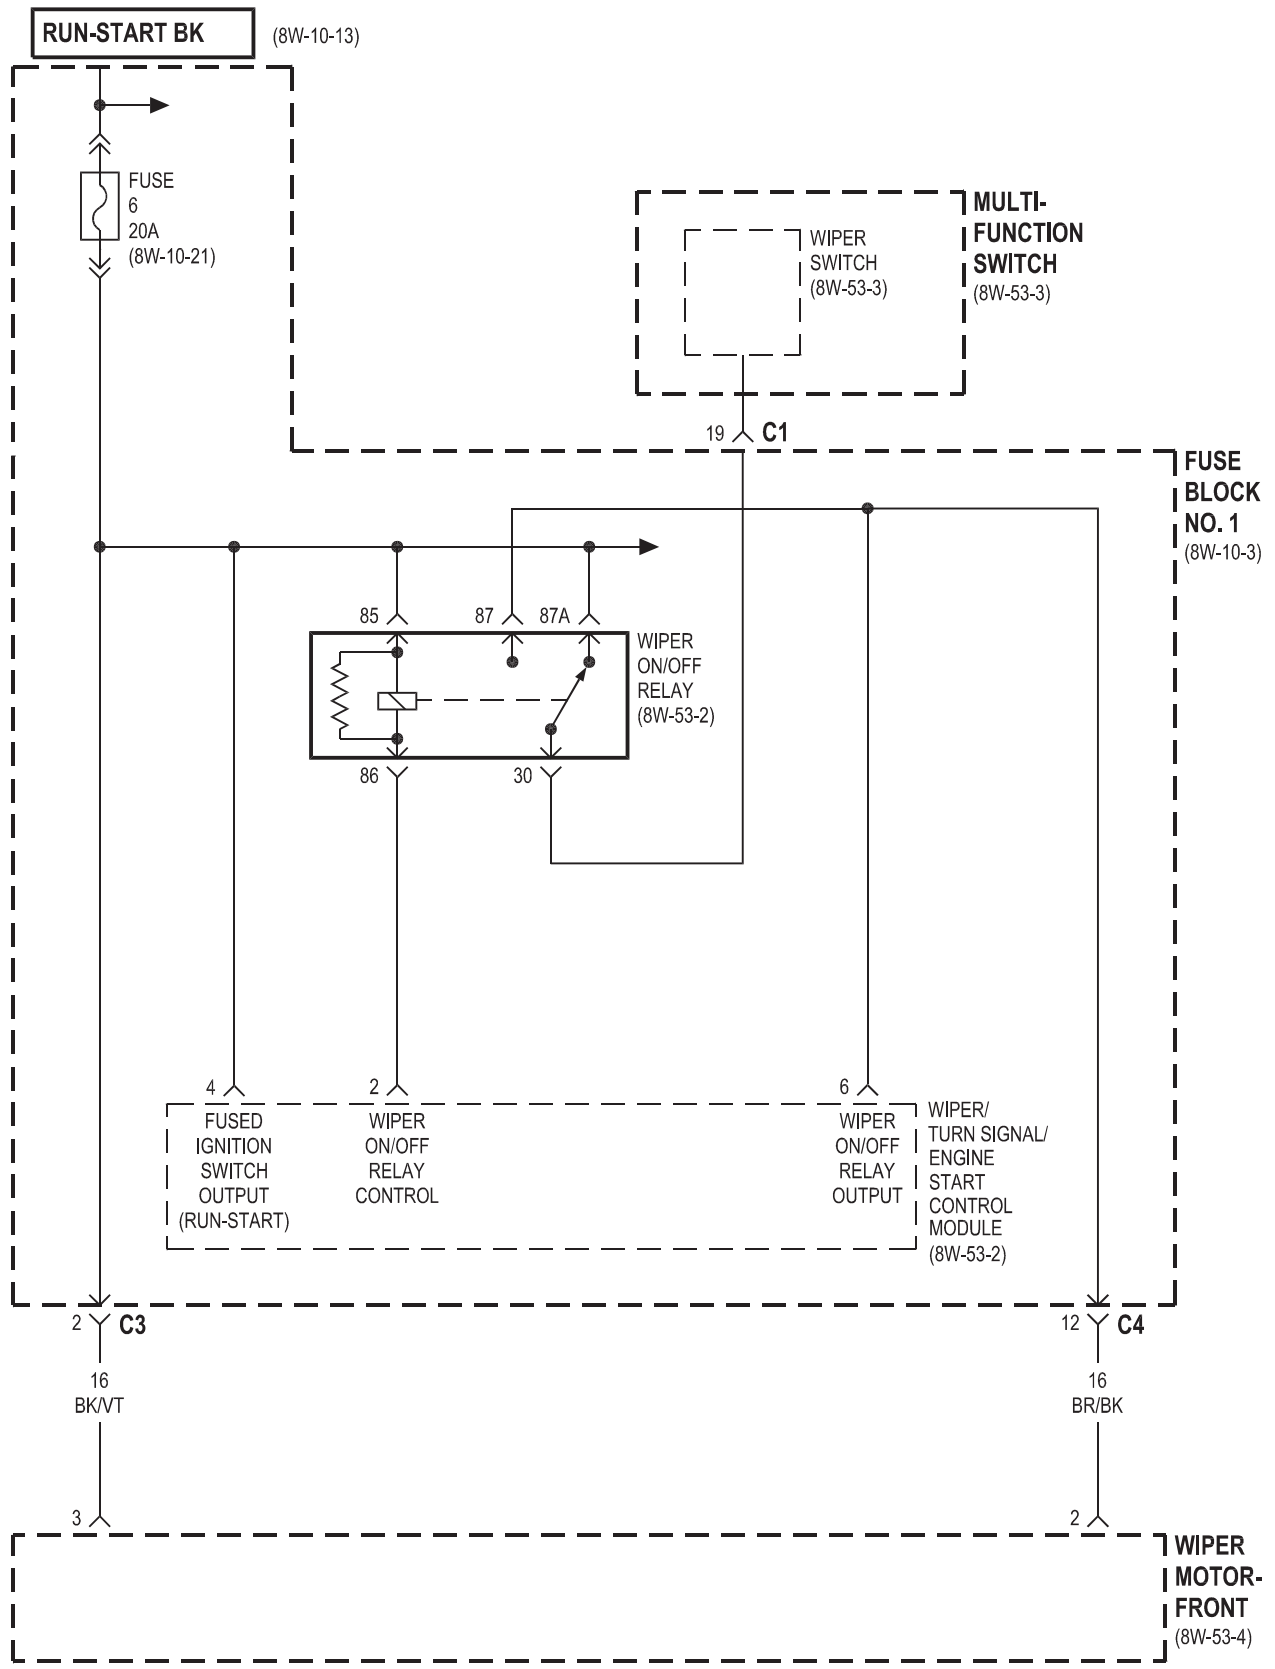 RUN-START BK
(8W-10-13)
FUSE
6
20A
(8W-10-21)
WIPER
SWITCH
(8W-53-3)
MULTI-
FUNCTION
SWITCH
(8W-53-3)
19
C1
FUSE
BLOCK
NO. 1
(8W-10-3)
85
87
87A
WIPER
ON/OFF
RELAY
(8W-53-2)
86
30
4
2
6
FUSED
IGNITION
SWITCH
OUTPUT
(RUN-START)
WIPER
ON/OFF
RELAY
CONTROL
WIPER
ON/OFF
RELAY
OUTPUT
WIPER/
TURN SIGNAL/
ENGINE
START
CONTROL
MODULE
(8W-53-2)
2
C3
12
C4
16
BK/VT
16
BR/BK
3
2
WIPER
MOTOR-
FRONT
(8W-53-4)